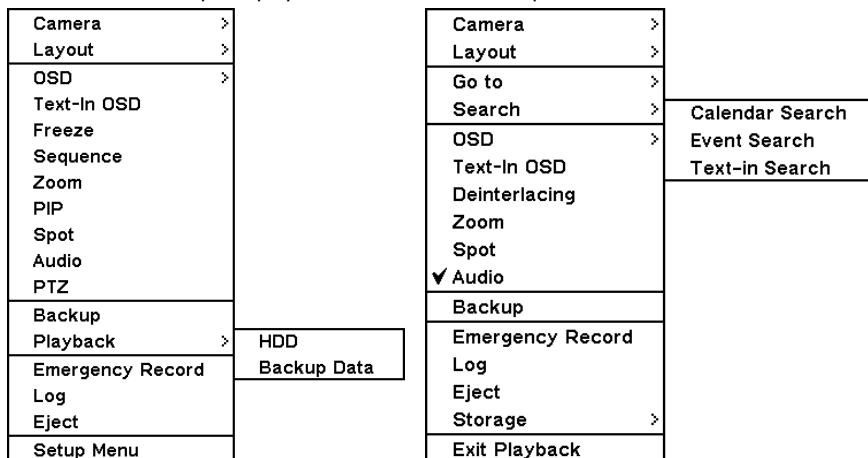 Camera >
Layout >
OSD >
Text-In OSD
Freeze
Sequence
Zoom
PIP
Spot
Audio
PTZ
Backup
Playback >
HDD
Backup Data
Emergency Record
Log
Eject
Setup Menu
Camera >
Layout >
Go to >
Search >
Calendar Search
Event Search
Text-in Search
OSD >
Text-In OSD
Deinterlacing
Zoom
Spot
✔ Audio
Backup
Emergency Record
Log
Eject
Storage >
Exit Playback